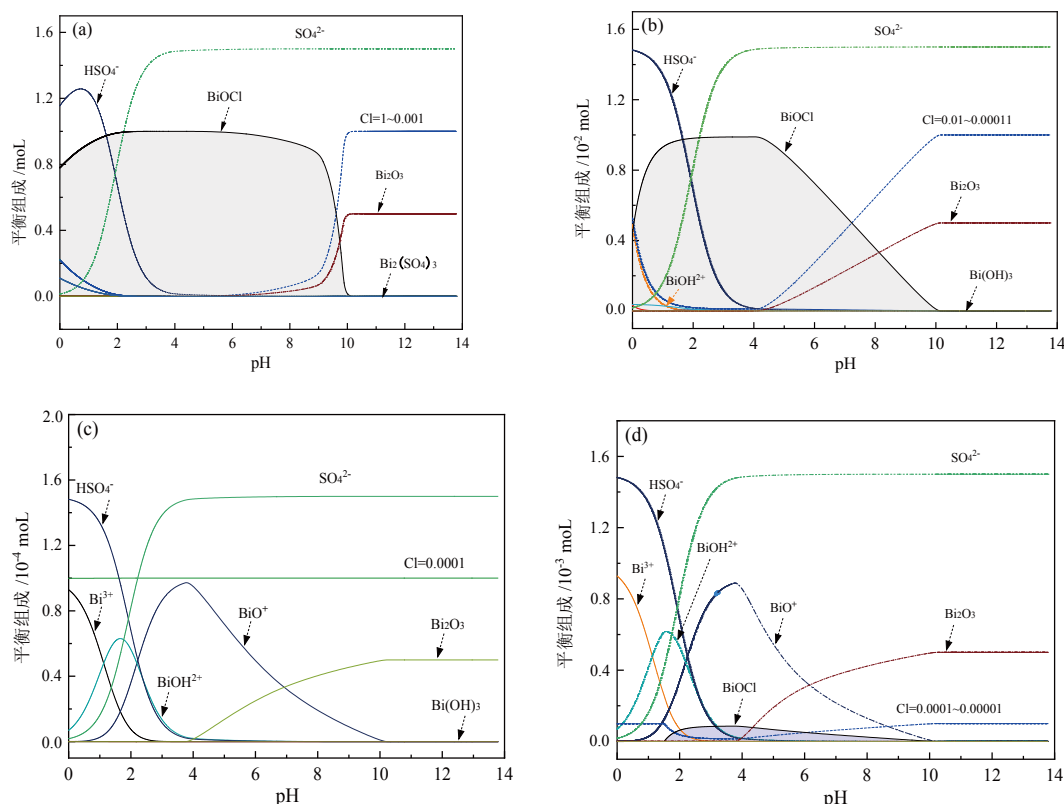 (a)
SO₄²⁻
HSO₄⁻
BiOCl
Cl=1~0.001
Bi₂O₃
Bi₂(SO4)₃
平衡组成 /moL
0.0
0.4
0.8
1.2
1.6
0 2 4 6 8 10 12 14
pH
(b)
SO₄²⁻
HSO₄⁻
BiOCl
Cl=0.01~0.00011
Bi₂O₃
BiOH²⁺
Bi(OH)₃
平衡组成 /10⁻² moL
0.0
0.4
0.8
1.2
1.6
0 2 4 6 8 10 12 14
pH
(c)
SO₄²⁻
HSO₄⁻
Cl=0.0001
Bi³⁺
BiO⁺
Bi₂O₃
BiOH²⁺
Bi(OH)₃
平衡组成 /10⁻⁴ moL
0.0
0.4
0.8
1.2
1.6
2.0
0 2 4 6 8 10 12 14
pH
(d)
SO₄²⁻
HSO₄⁻
BiOH²⁺
Bi³⁺
BiO⁺
Bi₂O₃
BiOCl
Cl=0.0001~0.00001
平衡组成 /10⁻³ moL
0.0
0.4
0.8
1.2
1.6
0 2 4 6 8 10 12 14
pH